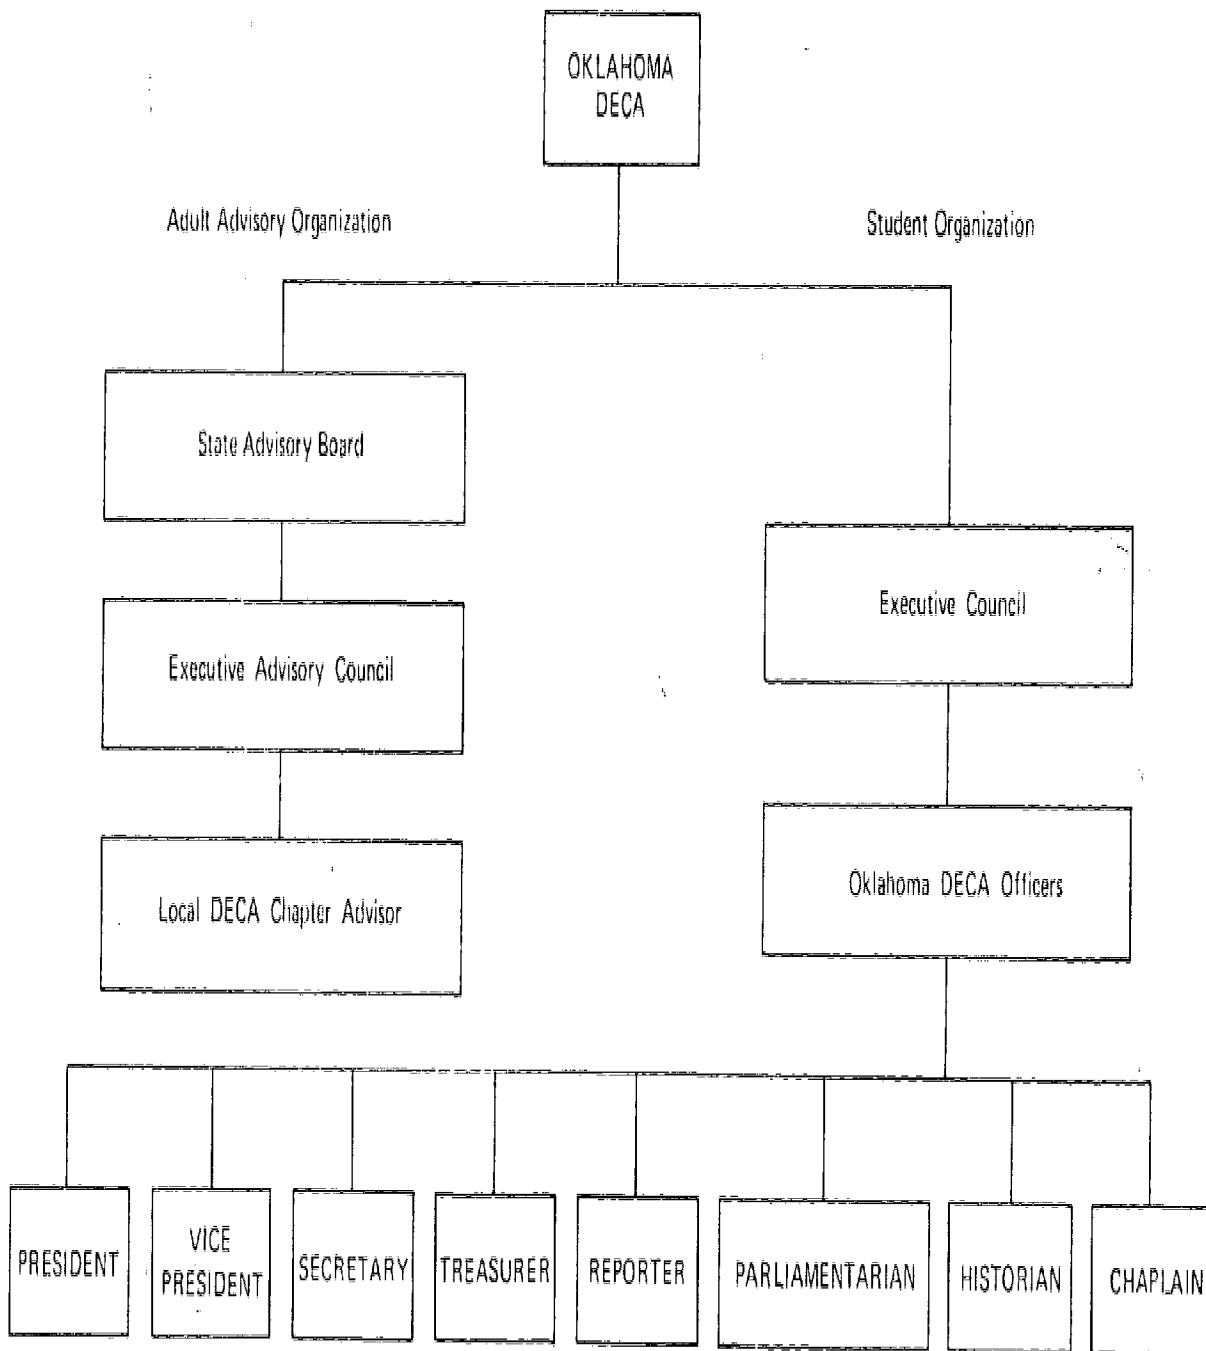 OKLAHOMA
DECA
Adult Advisory Organization
Student Organization
State Advisory Board
Executive Council
Executive Advisory Council
Oklahoma DECA Officers
Local DECA Chapter Advisor
PRESIDENT
VICE
PRESIDENT
SECRETARY
TREASURER
REPORTER
PARLIAMENTARIAN
HISTORIAN
CHAPLAIN